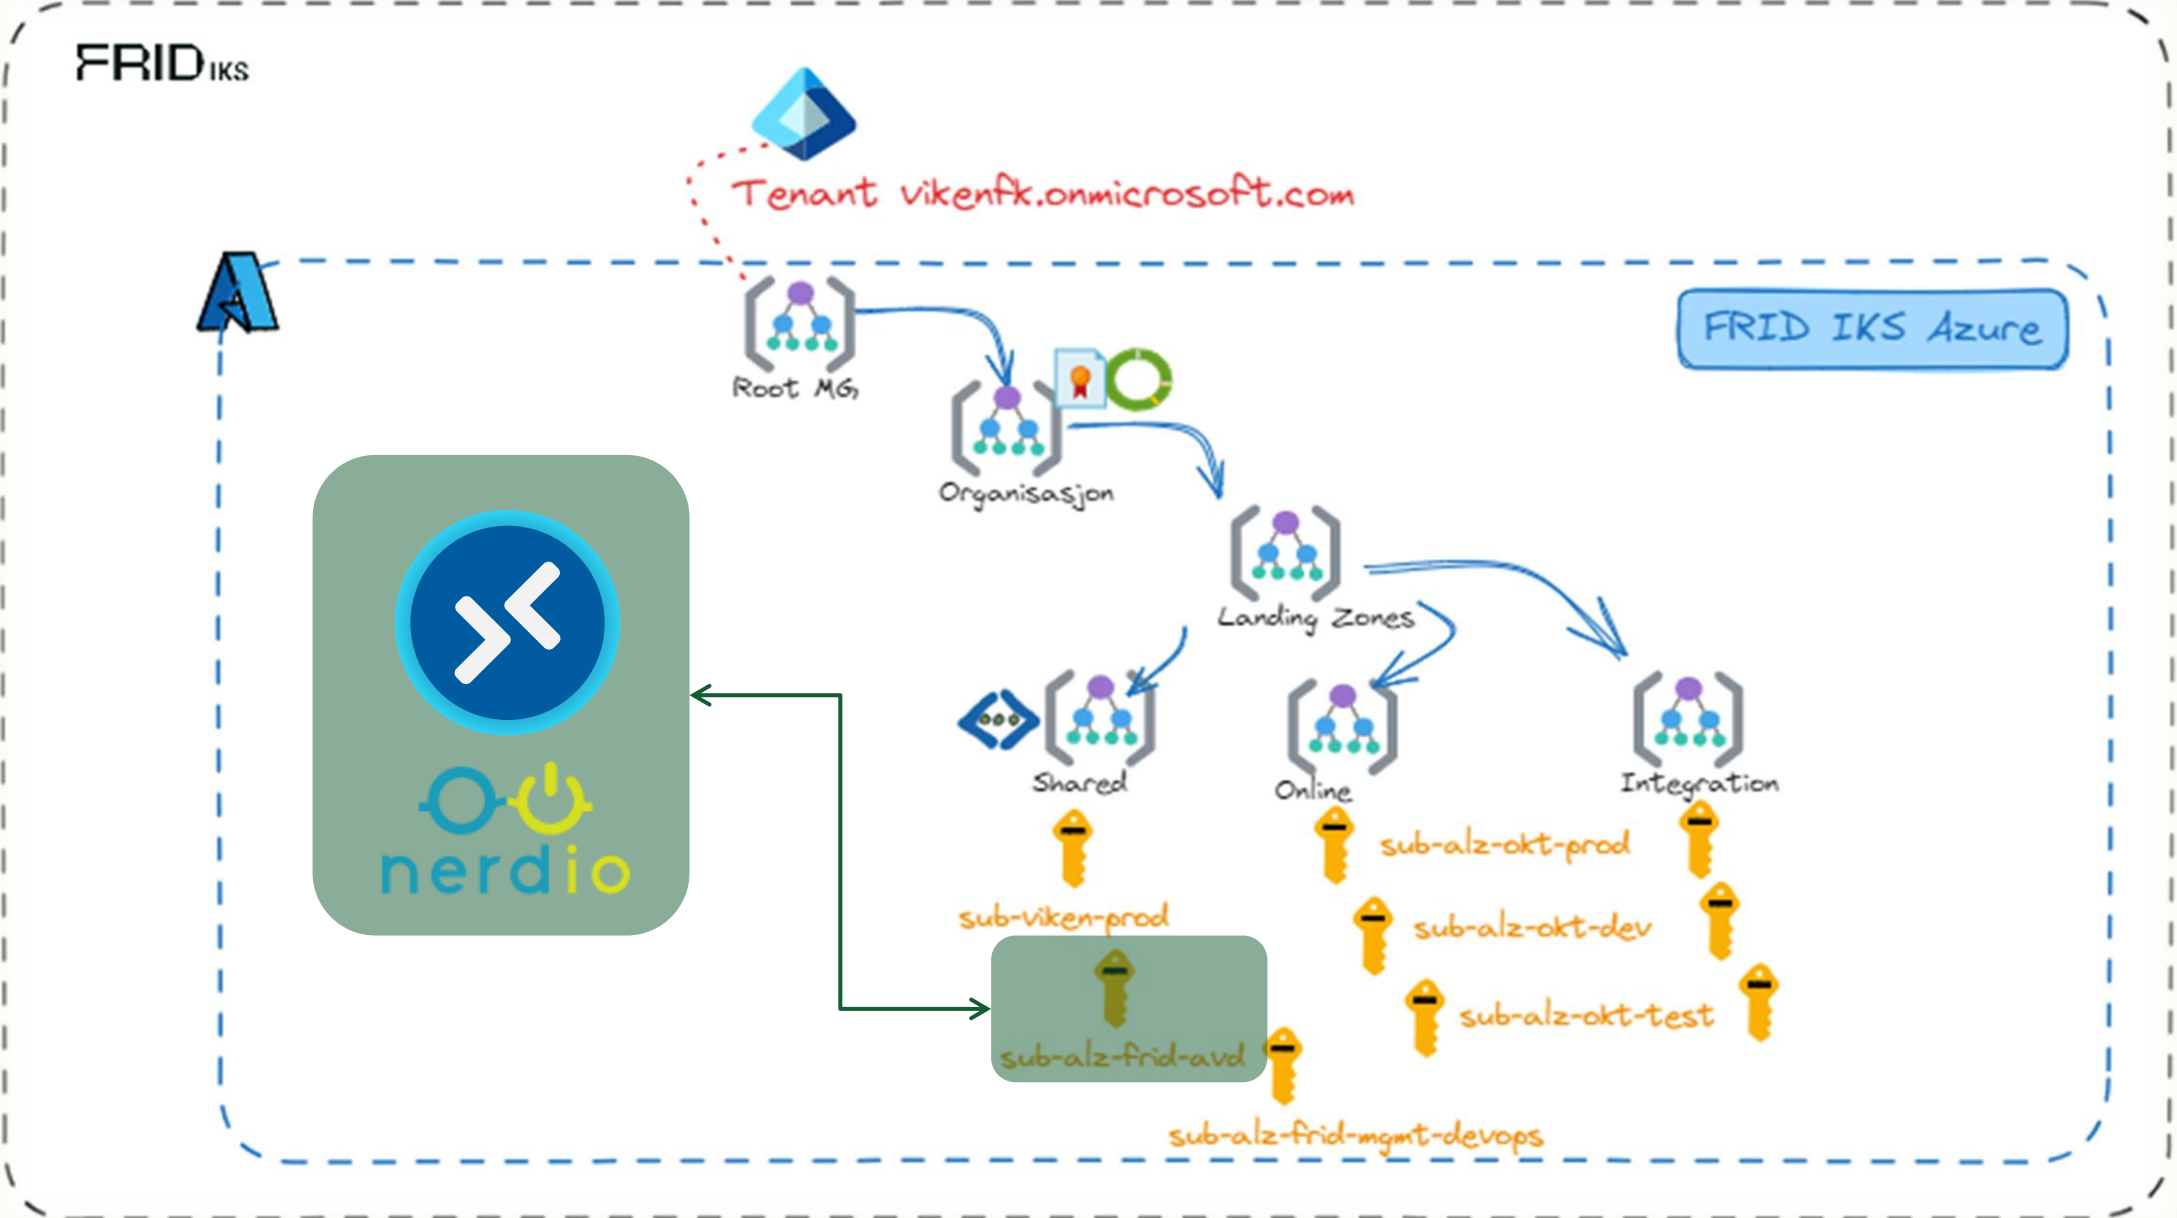 FRID IKS
Tenant vikenfk.onmicrosoft.com
FRID IKS Azure
Root MG
Organisasjon
Landing Zones
Shared
Online
Integration
nerdio
sub-viken-prod
sub-alz-okt-prod
sub-alz-okt-dev
sub-alz-okt-test
sub-alz-frid-avd
sub-alz-frid-mgmt-devops